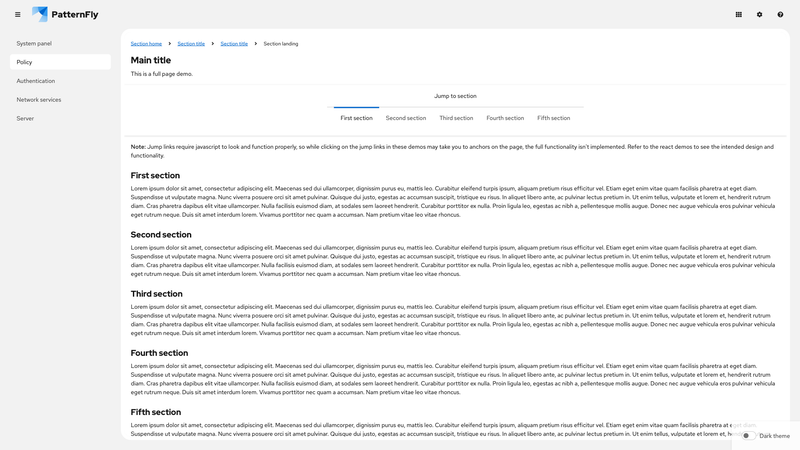 PatternFly
System panel
Policy
Authentication
Network services
Server
Section home
Section title
Section title
Section landing
Main title
This is a full page demo.
Jump to section
First section
Second section
Third section
Fourth section
Fifth section
Note: Jump links require javascript to look and function properly, so while clicking on the jump links in these demos may take you to anchors on the page, the full functionality isn't implemented. Refer to the react demos to see the intended design and
functionality.
First section
Lorem ipsum dolor sit amet, consectetur adipiscing elit. Maecenas sed dui ullamcorper, dignissim purus eu, mattis leo. Curabitur eleifend turpis ipsum, aliquam pretium risus efficitur vel. Etiam eget enim vitae quam facilisis pharetra at eget diam.
Suspendisse ut vulputate magna. Nunc viverra posuere orci sit amet pulvinar. Quisque dui justo, egestas ac accumsan suscipit, tristique eu risus. In aliquet libero ante, ac pulvinar lectus pretium in. Ut enim tellus, vulputate et lorem et, hendrerit rutrum
diam. Cras pharetra dapibus elit vitae ullamcorper. Nulla facilisis euismod diam, at sodales sem laoreet hendrerit. Curabitur porttitor ex nulla. Proin ligula leo, egestas ac nibh a, pellentesque mollis augue. Donec nec augue vehicula eros pulvinar vehicula
eget rutrum neque. Duis sit amet interdum lorem. Vivamus porttitor nec quam a accumsan. Nam pretium vitae leo vitae rhoncus.
Second section
Lorem ipsum dolor sit amet, consectetur adipiscing elit. Maecenas sed dui ullamcorper, dignissim purus eu, mattis leo. Curabitur eleifend turpis ipsum, aliquam pretium risus efficitur vel. Etiam eget enim vitae quam facilisis pharetra at eget diam.
Suspendisse ut vulputate magna. Nunc viverra posuere orci sit amet pulvinar. Quisque dui justo, egestas ac accumsan suscipit, tristique eu risus. In aliquet libero ante, ac pulvinar lectus pretium in. Ut enim tellus, vulputate et lorem et, hendrerit rutrum
diam. Cras pharetra dapibus elit vitae ullamcorper. Nulla facilisis euismod diam, at sodales sem laoreet hendrerit. Curabitur porttitor ex nulla. Proin ligula leo, egestas ac nibh a, pellentesque mollis augue. Donec nec augue vehicula eros pulvinar vehicula
eget rutrum neque. Duis sit amet interdum lorem. Vivamus porttitor nec quam a accumsan. Nam pretium vitae leo vitae rhoncus.
Third section
Lorem ipsum dolor sit amet, consectetur adipiscing elit. Maecenas sed dui ullamcorper, dignissim purus eu, mattis leo. Curabitur eleifend turpis ipsum, aliquam pretium risus efficitur vel. Etiam eget enim vitae quam facilisis pharetra at eget diam.
Suspendisse ut vulputate magna. Nunc viverra posuere orci sit amet pulvinar. Quisque dui justo, egestas ac accumsan suscipit, tristique eu risus. In aliquet libero ante, ac pulvinar lectus pretium in. Ut enim tellus, vulputate et lorem et, hendrerit rutrum
diam. Cras pharetra dapibus elit vitae ullamcorper. Nulla facilisis euismod diam, at sodales sem laoreet hendrerit. Curabitur porttitor ex nulla. Proin ligula leo, egestas ac nibh a, pellentesque mollis augue. Donec nec augue vehicula eros pulvinar vehicula
eget rutrum neque. Duis sit amet interdum lorem. Vivamus porttitor nec quam a accumsan. Nam pretium vitae leo vitae rhoncus.
Fourth section
Lorem ipsum dolor sit amet, consectetur adipiscing elit. Maecenas sed dui ullamcorper, dignissim purus eu, mattis leo. Curabitur eleifend turpis ipsum, aliquam pretium risus efficitur vel. Etiam eget enim vitae quam facilisis pharetra at eget diam.
Suspendisse ut vulputate magna. Nunc viverra posuere orci sit amet pulvinar. Quisque dui justo, egestas ac accumsan suscipit, tristique eu risus. In aliquet libero ante, ac pulvinar lectus pretium in. Ut enim tellus, vulputate et lorem et, hendrerit rutrum
diam. Cras pharetra dapibus elit vitae ullamcorper. Nulla facilisis euismod diam, at sodales sem laoreet hendrerit. Curabitur porttitor ex nulla. Proin ligula leo, egestas ac nibh a, pellentesque mollis augue. Donec nec augue vehicula eros pulvinar vehicula
eget rutrum neque. Duis sit amet interdum lorem. Vivamus porttitor nec quam a accumsan. Nam pretium vitae leo vitae rhoncus.
Fifth section
Lorem ipsum dolor sit amet, consectetur adipiscing elit. Maecenas sed dui ullamcorper, dignissim purus eu, mattis leo. Curabitur eleifend turpis ipsum, aliquam pretium risus efficitur vel. Etiam eget enim vitae quam facilisis pharetra at eget diam.
Suspendisse ut vulputate magna. Nunc viverra posuere orci sit amet pulvinar. Quisque dui justo, egestas ac accumsan suscipit, tristique eu risus. In aliquet libero ante, ac pulvinar lectus pretium in. Ut enim tellus, vulputate et lorem et,
Dark theme